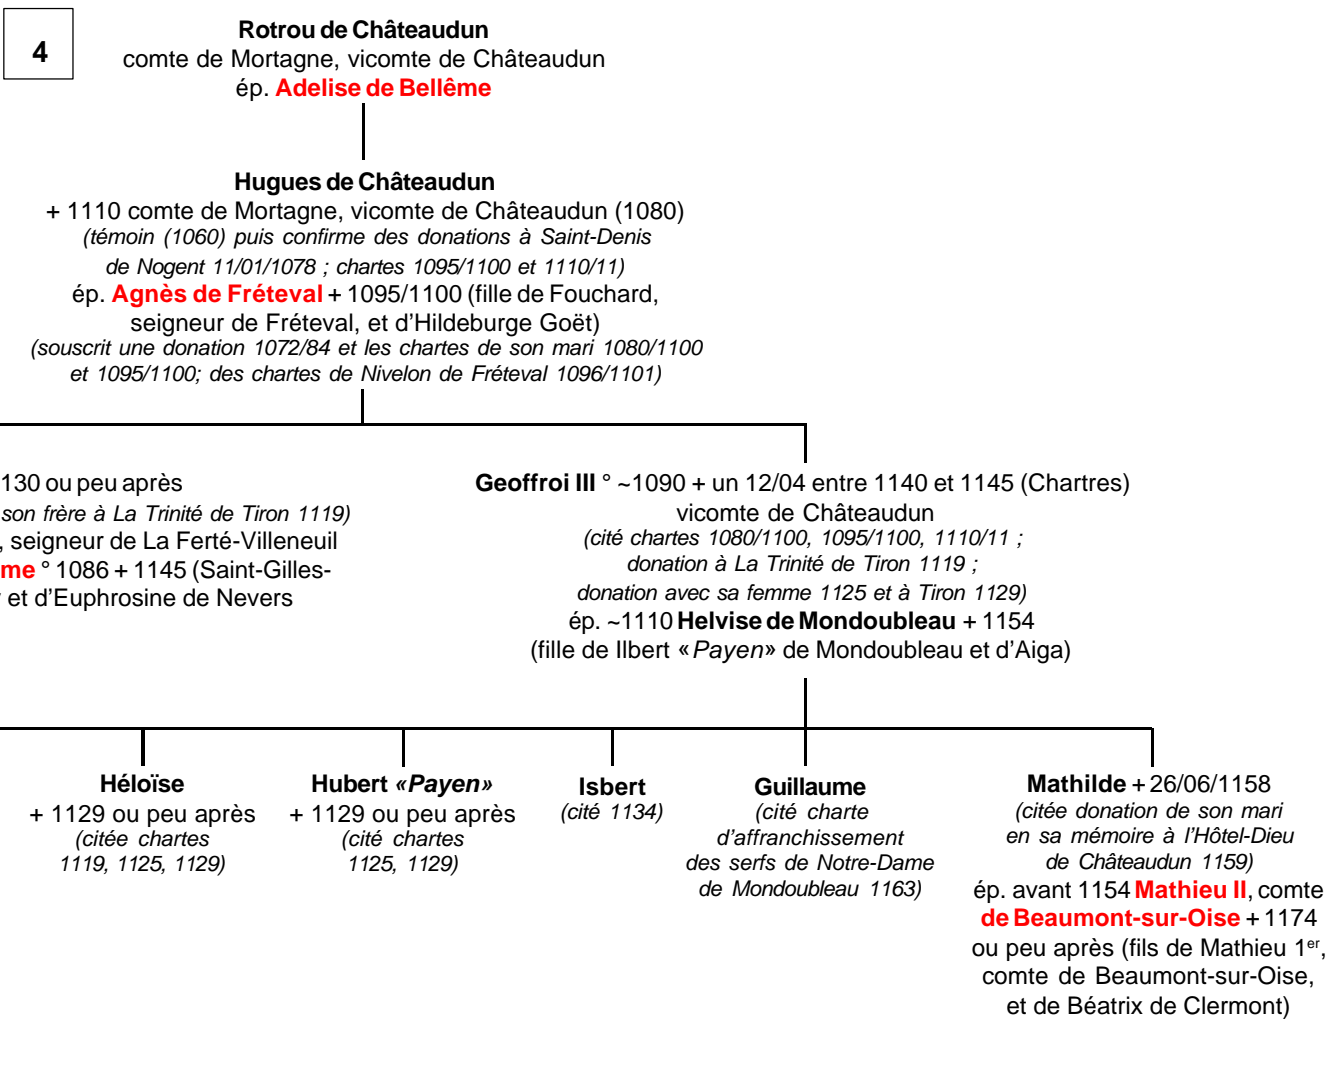 4
Rotrou de Châteaudun
comte de Mortagne, vicomte de Châteaudun
ép. Adelise de Bellême
Hugues de Châteaudun
+ 1110 comte de Mortagne, vicomte de Châteaudun (1080)
(témoin (1060) puis confirme des donations à Saint-Denis
de Nogent 11/01/1078 ; chartes 1095/1100 et 1110/11)
ép. Agnès de Fréteval + 1095/1100 (fille de Fouchard,
seigneur de Fréteval, et d'Hildeburge Goët)
(souscrit une donation 1072/84 et les chartes de son mari 1080/1100
et 1095/1100; des chartes de Nivelon de Fréteval 1096/1101)
130 ou peu après
son frère à La Trinité de Tiron 1119)
, seigneur de La Ferté-Villeneuil
me ° 1086 + 1145 (Saint-Gilles-
et d'Euphrosine de Nevers
Geoffroi III ° ~1090 + un 12/04 entre 1140 et 1145 (Chartres)
vicomte de Châteaudun
(cité chartes 1080/1100, 1095/1100, 1110/11 ;
donation à La Trinité de Tiron 1119 ;
donation avec sa femme 1125 et à Tiron 1129)
ép. ~1110 Helvise de Mondoubleau + 1154
(fille de Ilbert «Payen» de Mondoubleau et d'Aiga)
Héloïse
+ 1129 ou peu après
(citée chartes
1119, 1125, 1129)
Hubert «Payen»
+ 1129 ou peu après
(cité chartes
1125, 1129)
Isbert
(cité 1134)
Guillaume
(cité charte
d'affranchissement
des serfs de Notre-Dame
de Mondoubleau 1163)
Mathilde + 26/06/1158
(citée donation de son mari
en sa mémoire à l'Hôtel-Dieu
de Châteaudun 1159)
ép. avant 1154 Mathieu II, comte
de Beaumont-sur-Oise + 1174
ou peu après (fils de Mathieu 1er,
comte de Beaumont-sur-Oise,
et de Béatrix de Clermont)